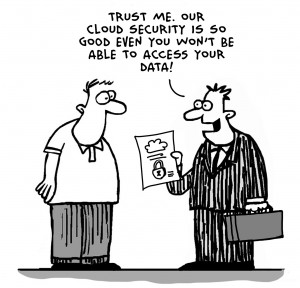 TRUST ME. OUR
CLOUD SECURITY IS SO
GOOD EVEN YOU WON'T BE
ABLE TO ACCESS YOUR
DATA!